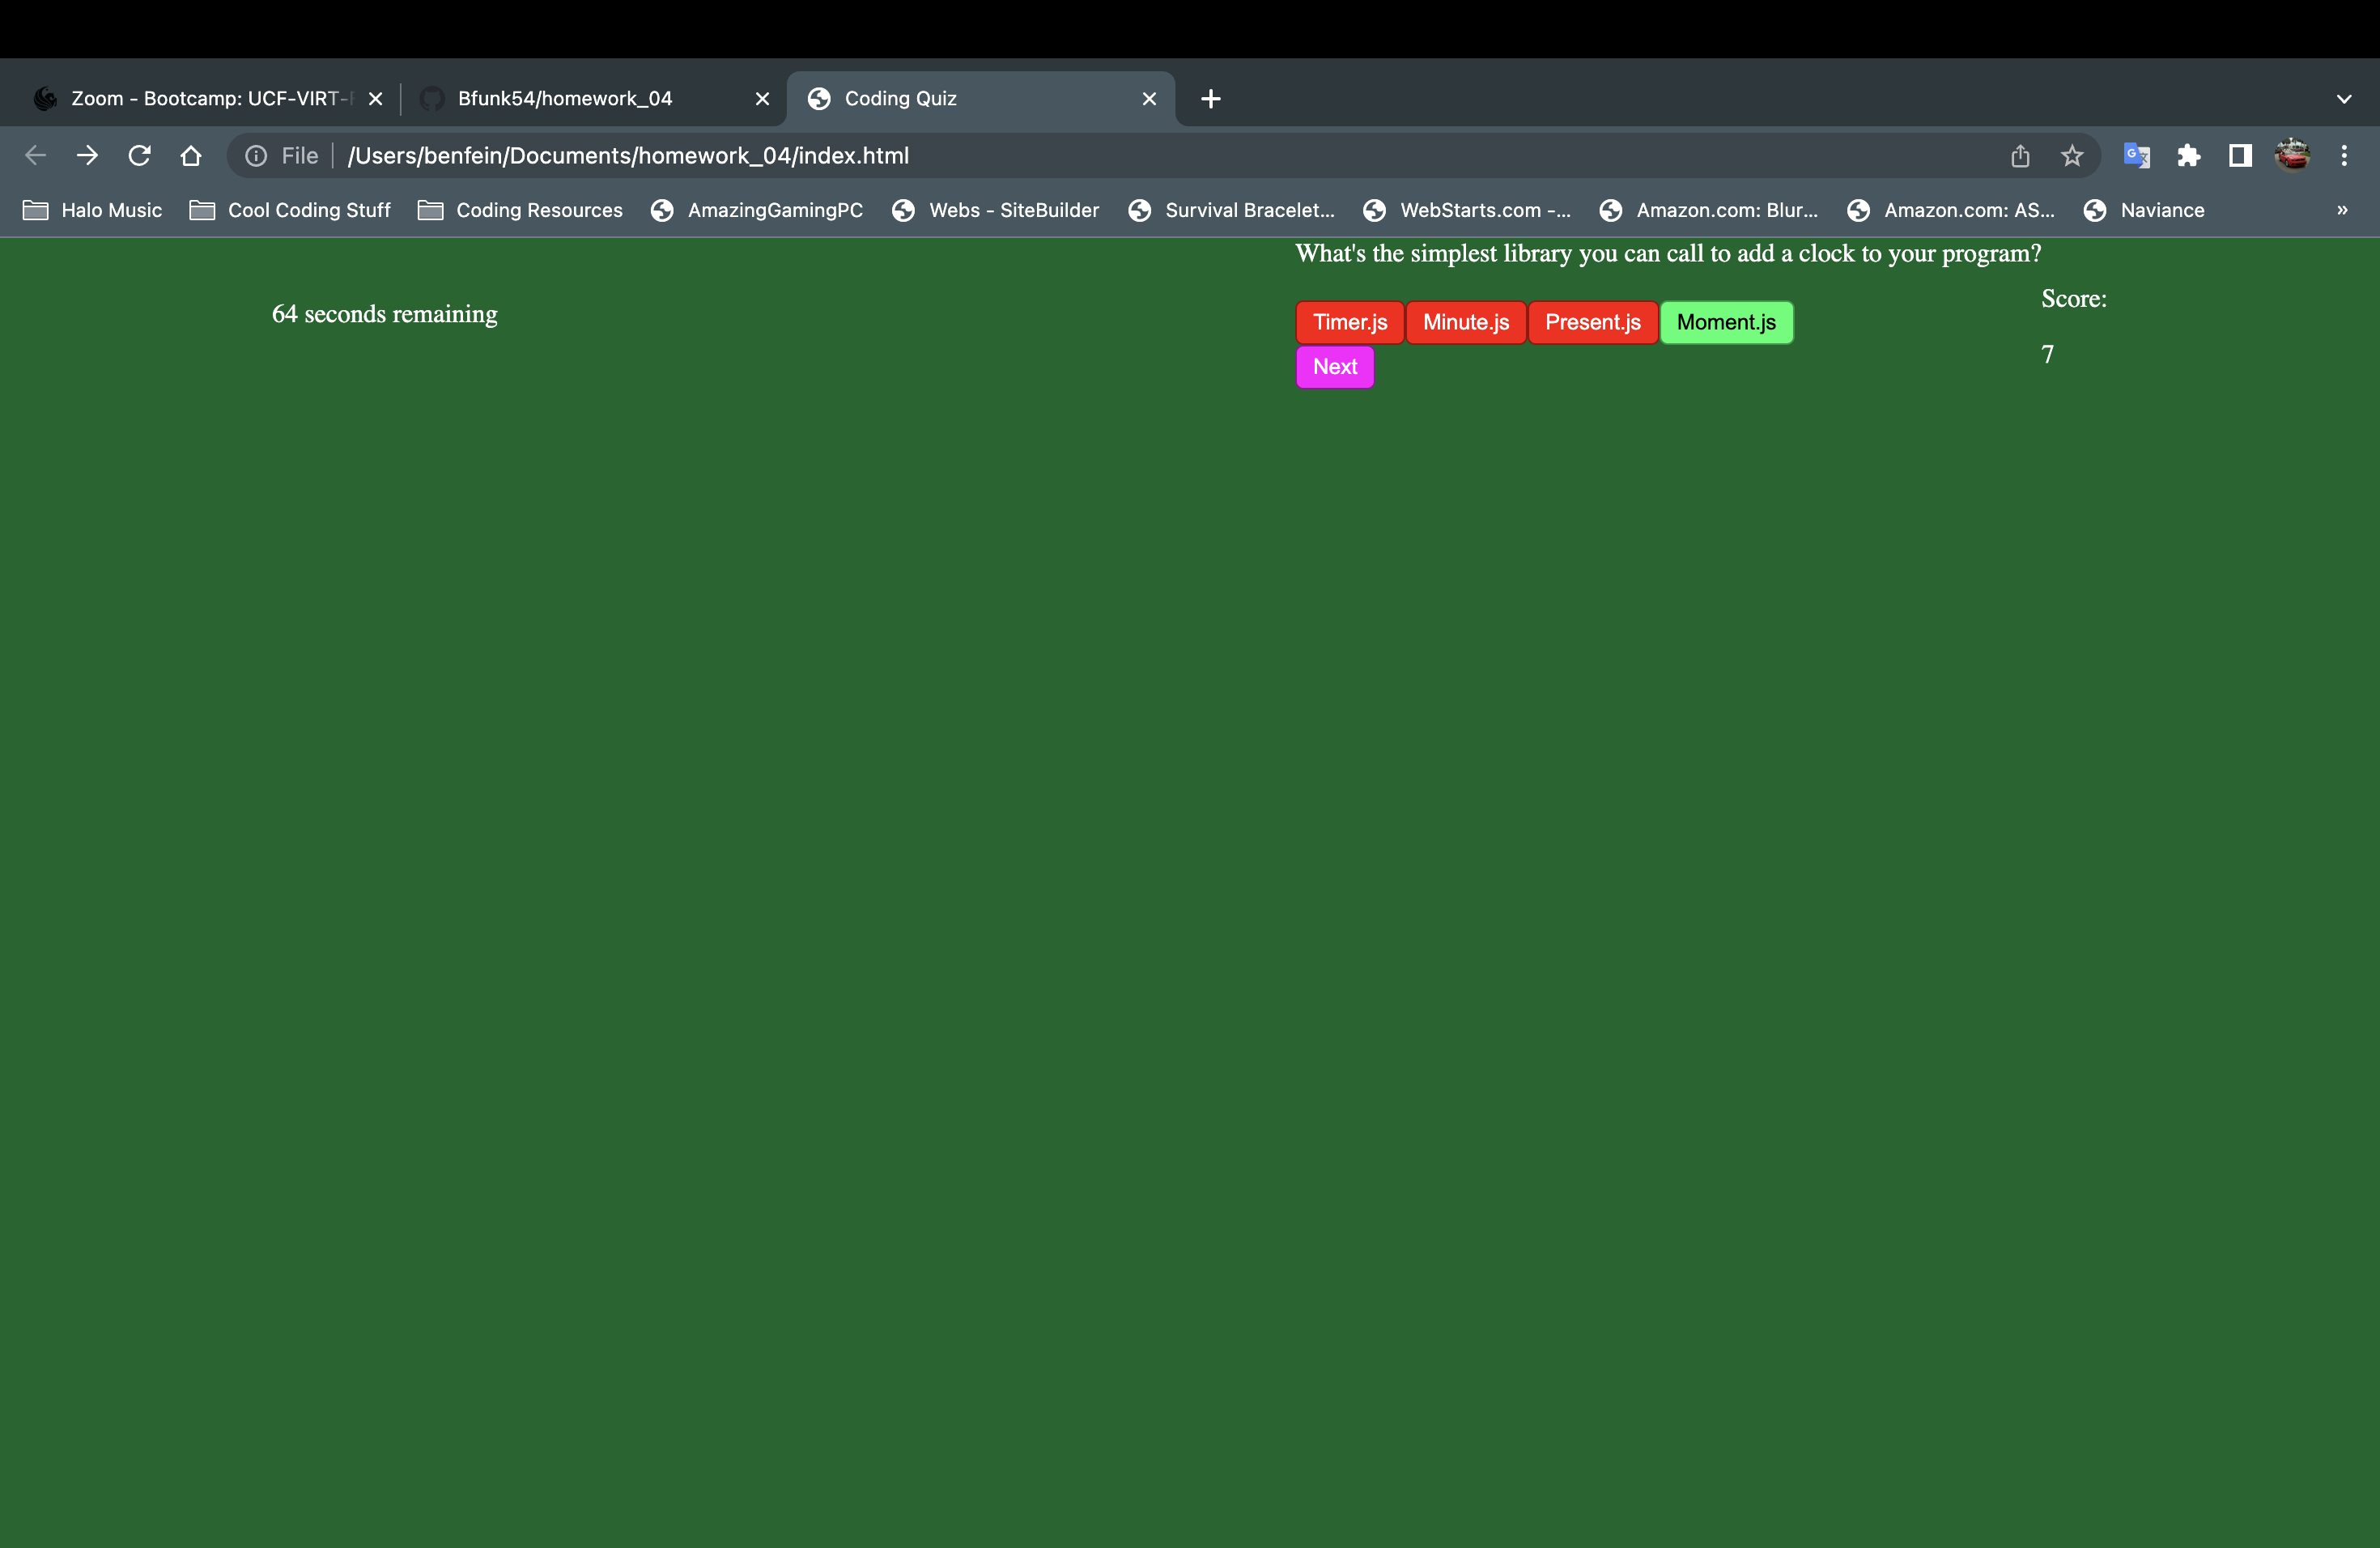 Zoom - Bootcamp: UCF-VIRT-
Bfunk54/homework_04
Coding Quiz
File
/Users/benfein/Documents/homework_04/index.html
Halo Music
Cool Coding Stuff
Coding Resources
AmazingGamingPC
Webs - SiteBuilder
Survival Bracelet...
WebStarts.com -...
Amazon.com: Blur...
Amazon.com: AS...
Naviance
»
What's the simplest library you can call to add a clock to your program?
64 seconds remaining
Timer.js Minute.js Present.js Moment.js
Next
Score:
7